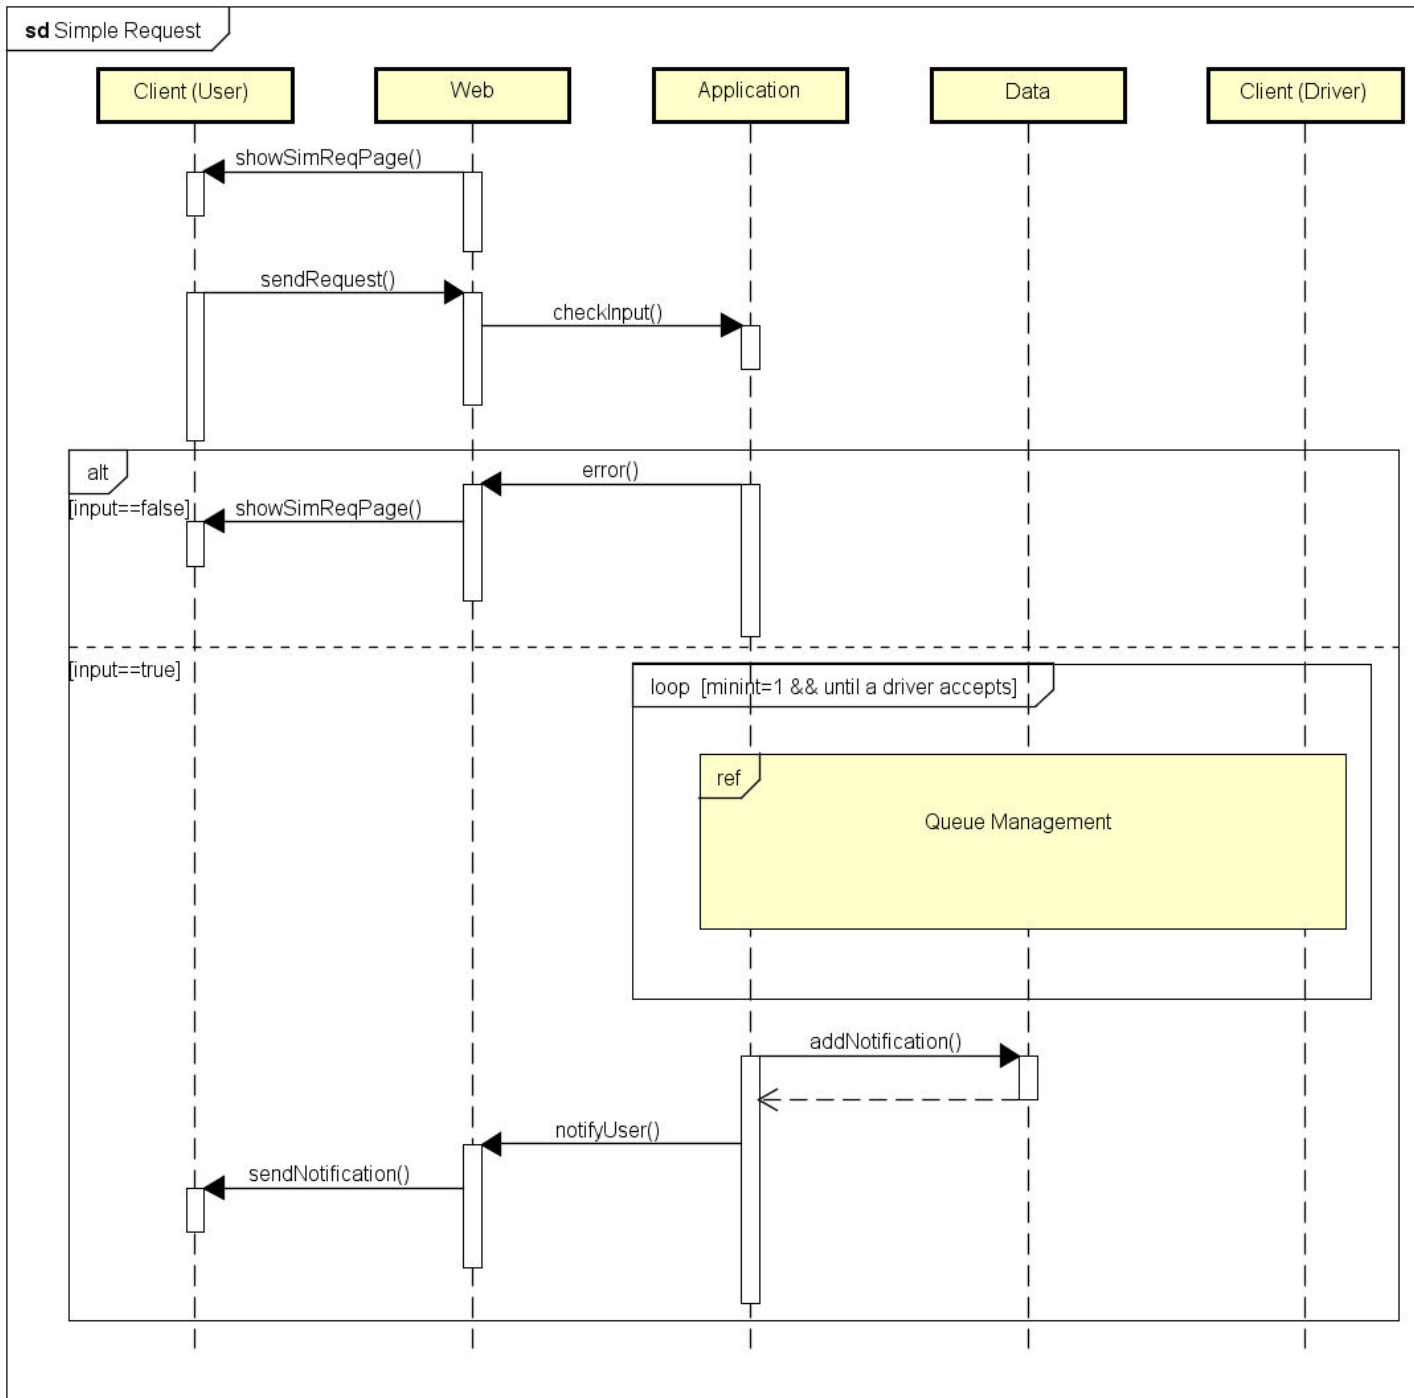 sd Simple Request
Client (User)
Web
Application
Data
Client (Driver)
showSimReqPage()
sendRequest()
checkInput()
alt
error()
[input==false]
showSimReqPage()
[input==true]
loop [minint=1 && until a driver accepts]
ref
Queue Management
addNotification()
notifyUser()
sendNotification()